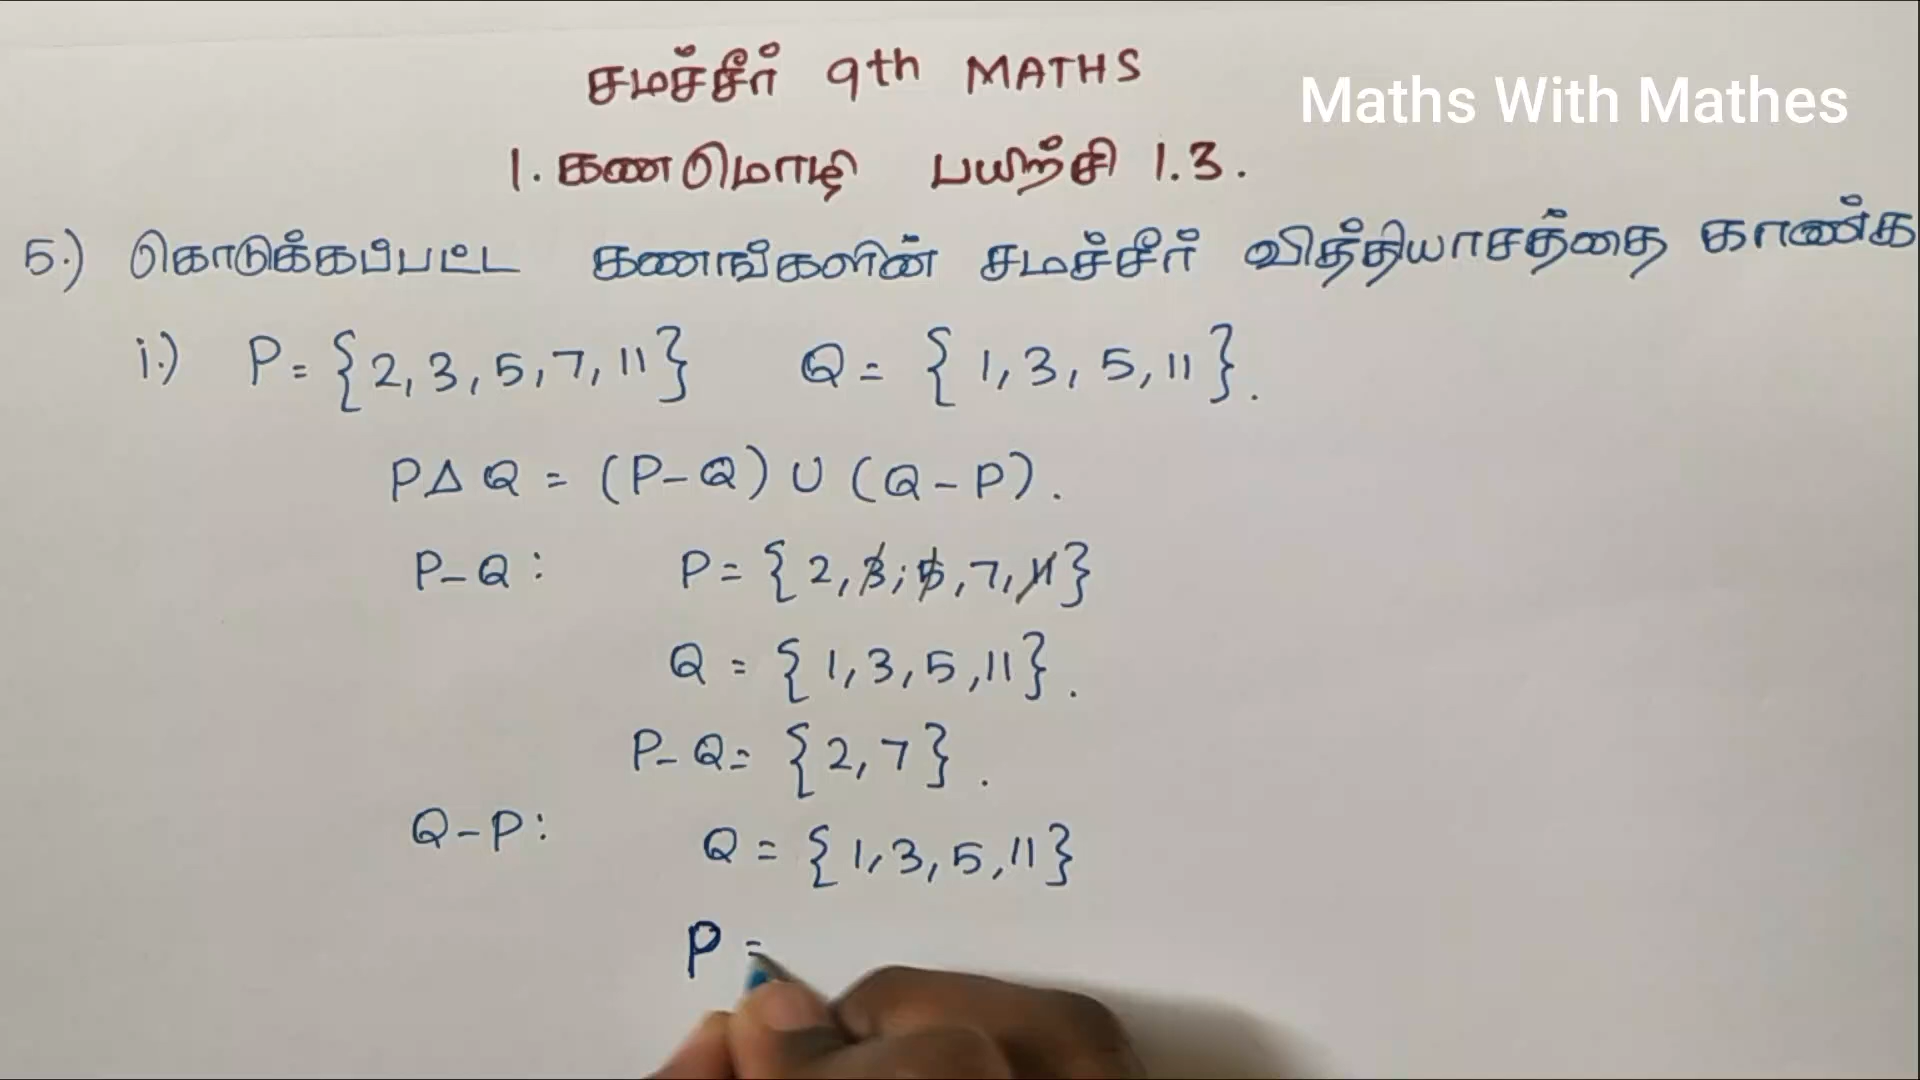 சமச்சீர் 9th MATHS
Maths With Mathes
1. கணமொழி பயிற்சி 1.3.
5.) கொடுக்கப்பட்ட கணங்களின் சமச்சீர் வித்தியாசத்தை காண்க
i.) P = {2, 3, 5, 7, 11} Q = {1, 3, 5, 11}.
P Δ Q = (P - Q) ∪ (Q - P).
P - Q : P = {2, 3, 5, 7, 11}
Q = {1, 3, 5, 11}.
P - Q = {2, 7}.
Q - P : Q = {1, 3, 5, 11}
P =